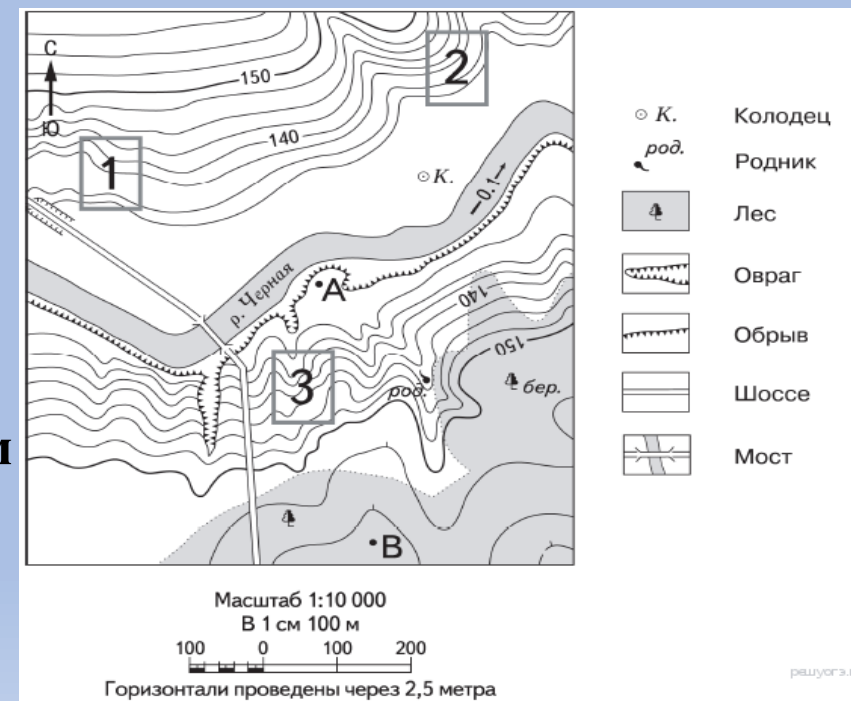 С
Ю
150
2
140
1
К.
0.1
р. Черная
А
140
150
3
род.
бер.
В
К. Колодец
род. Родник
Лес
Овраг
Обрыв
Шоссе
Мост
м
Масштаб 1:10 000
В 1 см 100 м
100 0 100 200
Горизонтали проведены через 2,5 метра